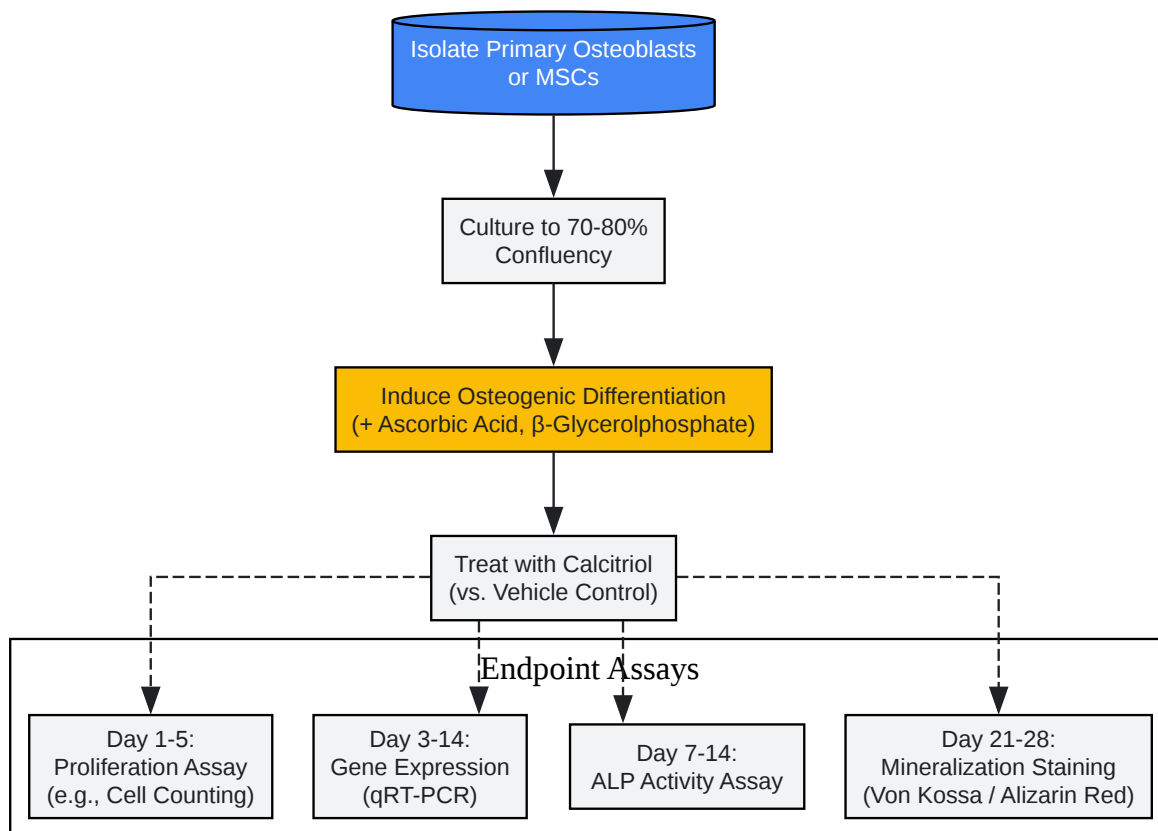 Isolate Primary Osteoblasts
or MSCs
Culture to 70-80%
Confluency
Induce Osteogenic Differentiation
(+ Ascorbic Acid, β-Glycerolphosphate)
Treat with Calcitriol
(vs. Vehicle Control)
Endpoint Assays
Day 1-5:
Proliferation Assay
(e.g., Cell Counting)
Day 3-14:
Gene Expression
(qRT-PCR)
Day 7-14:
ALP Activity Assay
Day 21-28:
Mineralization Staining
(Von Kossa / Alizarin Red)